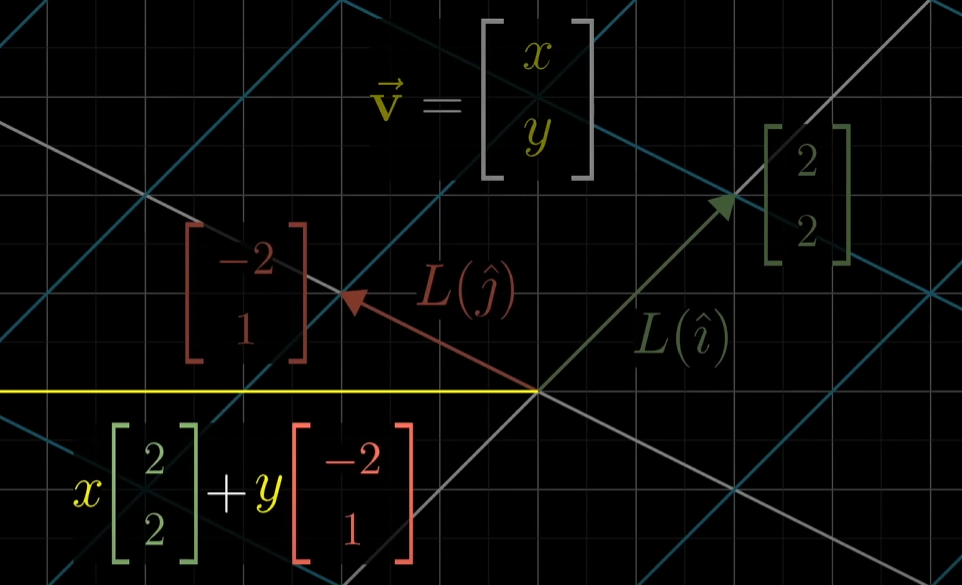 v⃗ = [ x
y ]
[ 2
2 ]
[ −2
1 ]
L(ĵ)
L(î)
x [ 2
2 ] + y [ −2
1 ]